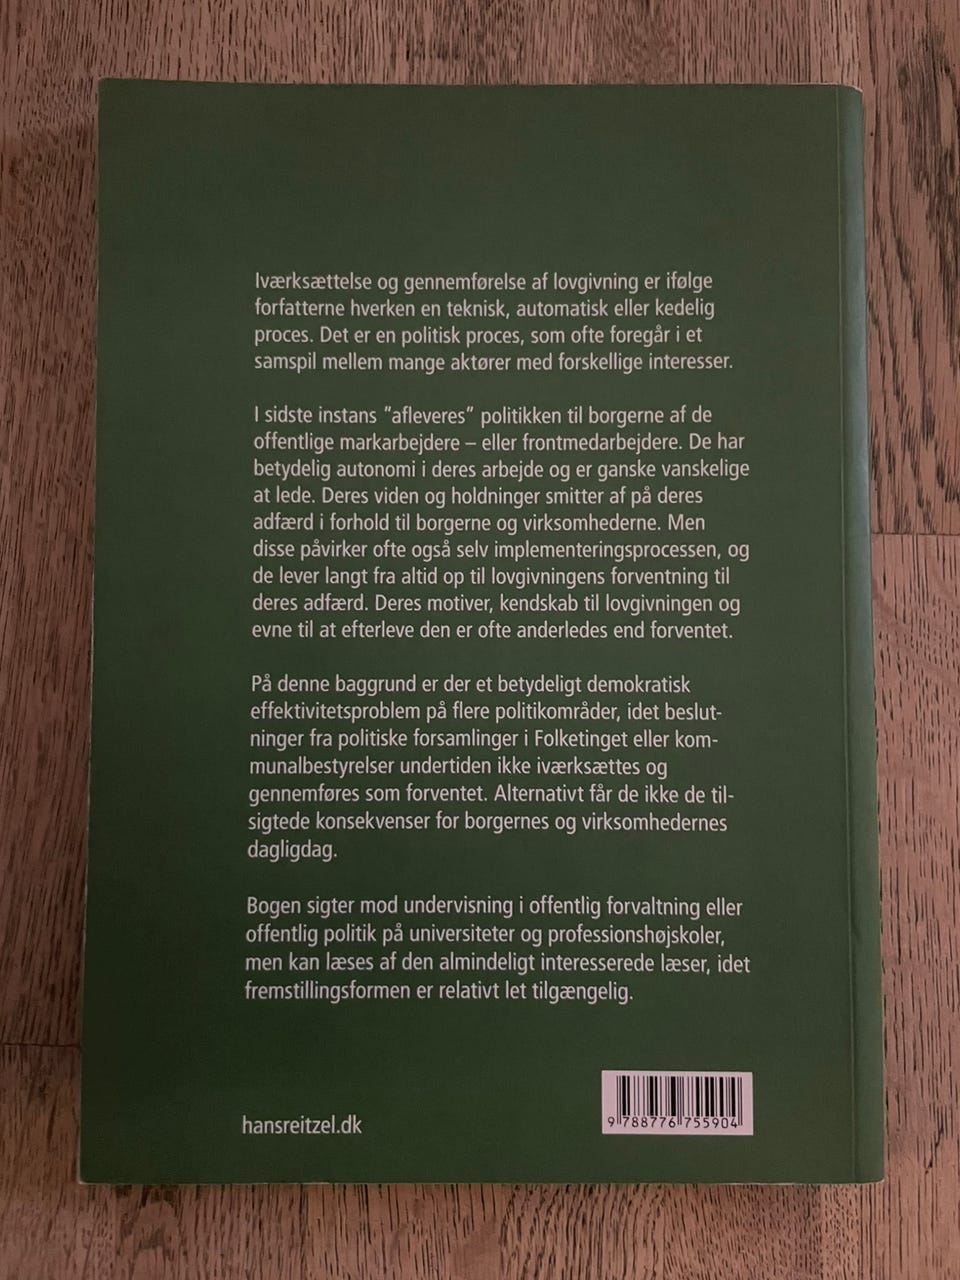 Iværksættelse og gennemførelse af lovgivning er ifølge
forfatterne hverken en teknisk, automatisk eller kedelig
proces. Det er en politisk proces, som ofte foregår i et
samspil mellem mange aktører med forskellige interesser.
I sidste instans "afleveres" politikken til borgerne af de
offentlige markarbejdere – eller frontmedarbejdere. De har
betydelig autonomi i deres arbejde og er ganske vanskelige
at lede. Deres viden og holdninger smitter af på deres
adfærd i forhold til borgerne og virksomhederne. Men
disse påvirker ofte også selv implementeringsprocessen, og
de lever langt fra altid op til lovgivningens forventning til
deres adfærd. Deres motiver, kendskab til lovgivningen og
evne til at efterleve den er ofte anderledes end forventet.
På denne baggrund er der et betydeligt demokratisk
effektivitetsproblem på flere politikområder, idet beslut-
ninger fra politiske forsamlinger i Folketinget eller kom-
munalbestyrelser undertiden ikke iværksættes og
gennemføres som forventet. Alternativt får de ikke de til-
sigtede konsekvenser for borgernes og virksomhedernes
dagligdag.
Bogen sigter mod undervisning i offentlig forvaltning eller
offentlig politik på universiteter og professionshøjskoler,
men kan læses af den almindeligt interesserede læser, idet
fremstillingsformen er relativt let tilgængelig.
hansreitzel.dk
9 788776 755904